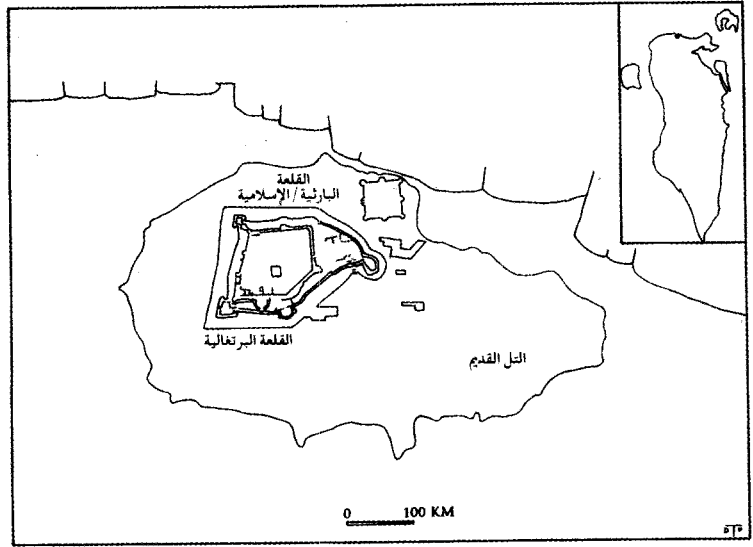 القلعة
البارثية / الإسلامية
القلعة البرتغالية
التل القديم
0 100 KM